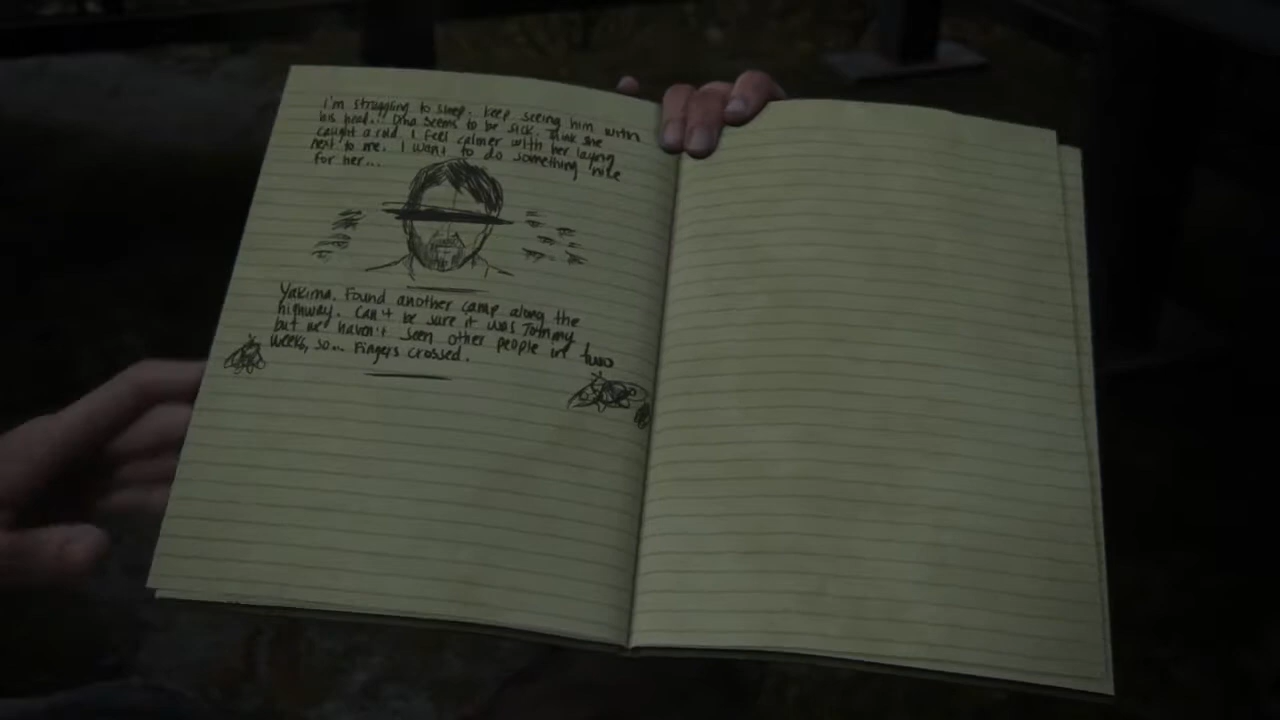 i'm struggling to sleep. Keep seeing him with
his head... Dina seems to be sick. Think she
caught a cold. I feel calmer with her laying
next to me. I want to do something nice
for her...
Yakima. Found another camp along the
highway. Can't be sure it was Tommy
but we haven't seen other people in two
weeks, so... Fingers crossed.